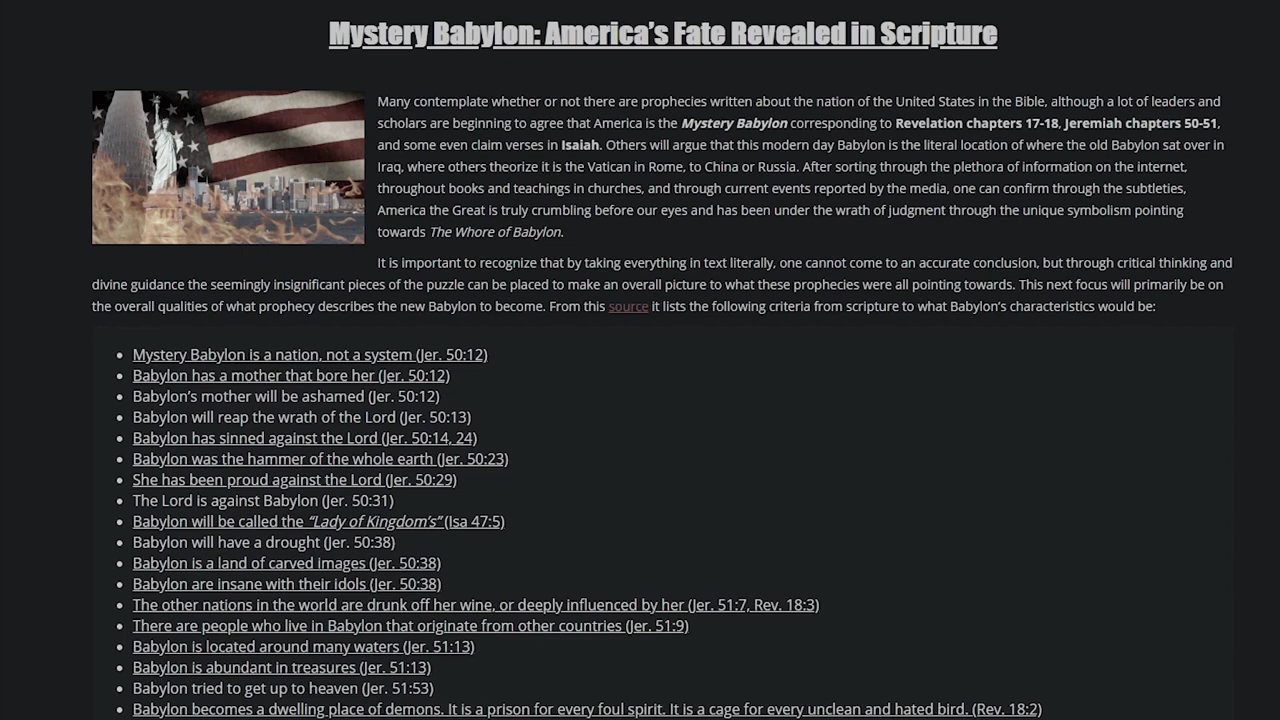 Mystery Babylon: America’s Fate Revealed in Scripture
Many contemplate whether or not there are prophecies written about the nation of the United States in the Bible, although a lot of leaders and
scholars are beginning to agree that America is the Mystery Babylon corresponding to Revelation chapters 17-18, Jeremiah chapters 50-51,
and some even claim verses in Isaiah. Others will argue that this modern day Babylon is the literal location of where the old Babylon sat over in
Iraq, where others theorize it is the Vatican in Rome, to China or Russia. After sorting through the plethora of information on the internet,
throughout books and teachings in churches, and through current events reported by the media, one can confirm through the subtleties,
America the Great is truly crumbling before our eyes and has been under the wrath of judgment through the unique symbolism pointing
towards The Whore of Babylon.
It is important to recognize that by taking everything in text literally, one cannot come to an accurate conclusion, but through critical thinking and
divine guidance the seemingly insignificant pieces of the puzzle can be placed to make an overall picture to what these prophecies were all pointing towards. This next focus will primarily be on
the overall qualities of what prophecy describes the new Babylon to become. From this source it lists the following criteria from scripture to what Babylon’s characteristics would be:
• Mystery Babylon is a nation, not a system (Jer. 50:12)
• Babylon has a mother that bore her (Jer. 50:12)
• Babylon’s mother will be ashamed (Jer. 50:12)
• Babylon will reap the wrath of the Lord (Jer. 50:13)
• Babylon has sinned against the Lord (Jer. 50:14, 24)
• Babylon was the hammer of the whole earth (Jer. 50:23)
• She has been proud against the Lord (Jer. 50:29)
• The Lord is against Babylon (Jer. 50:31)
• Babylon will be called the “Lady of Kingdom’s” (Isa 47:5)
• Babylon will have a drought (Jer. 50:38)
• Babylon is a land of carved images (Jer. 50:38)
• Babylon are insane with their idols (Jer. 50:38)
• The other nations in the world are drunk off her wine, or deeply influenced by her (Jer. 51:7, Rev. 18:3)
• There are people who live in Babylon that originate from other countries (Jer. 51:9)
• Babylon is located around many waters (Jer. 51:13)
• Babylon is abundant in treasures (Jer. 51:13)
• Babylon tried to get up to heaven (Jer. 51:53)
• Babylon becomes a dwelling place of demons. It is a prison for every foul spirit. It is a cage for every unclean and hated bird. (Rev. 18:2)